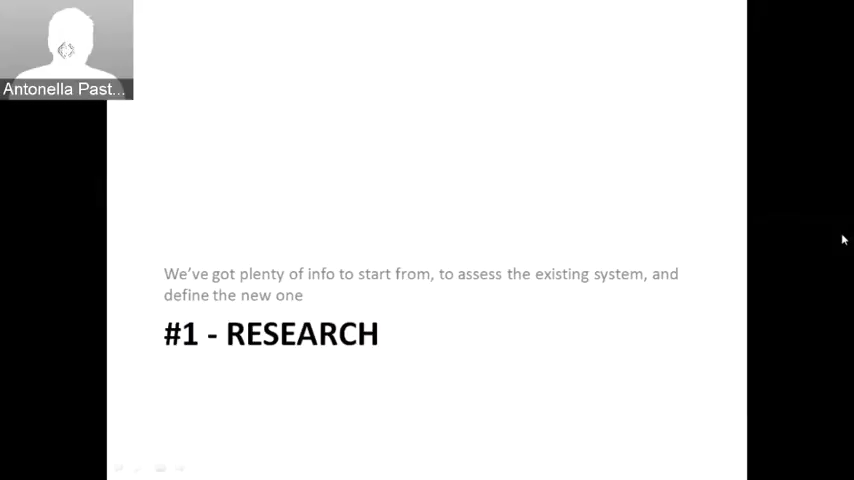 Antonella Past...
We've got plenty of info to start from, to assess the existing system, and
define the new one
#1 - RESEARCH